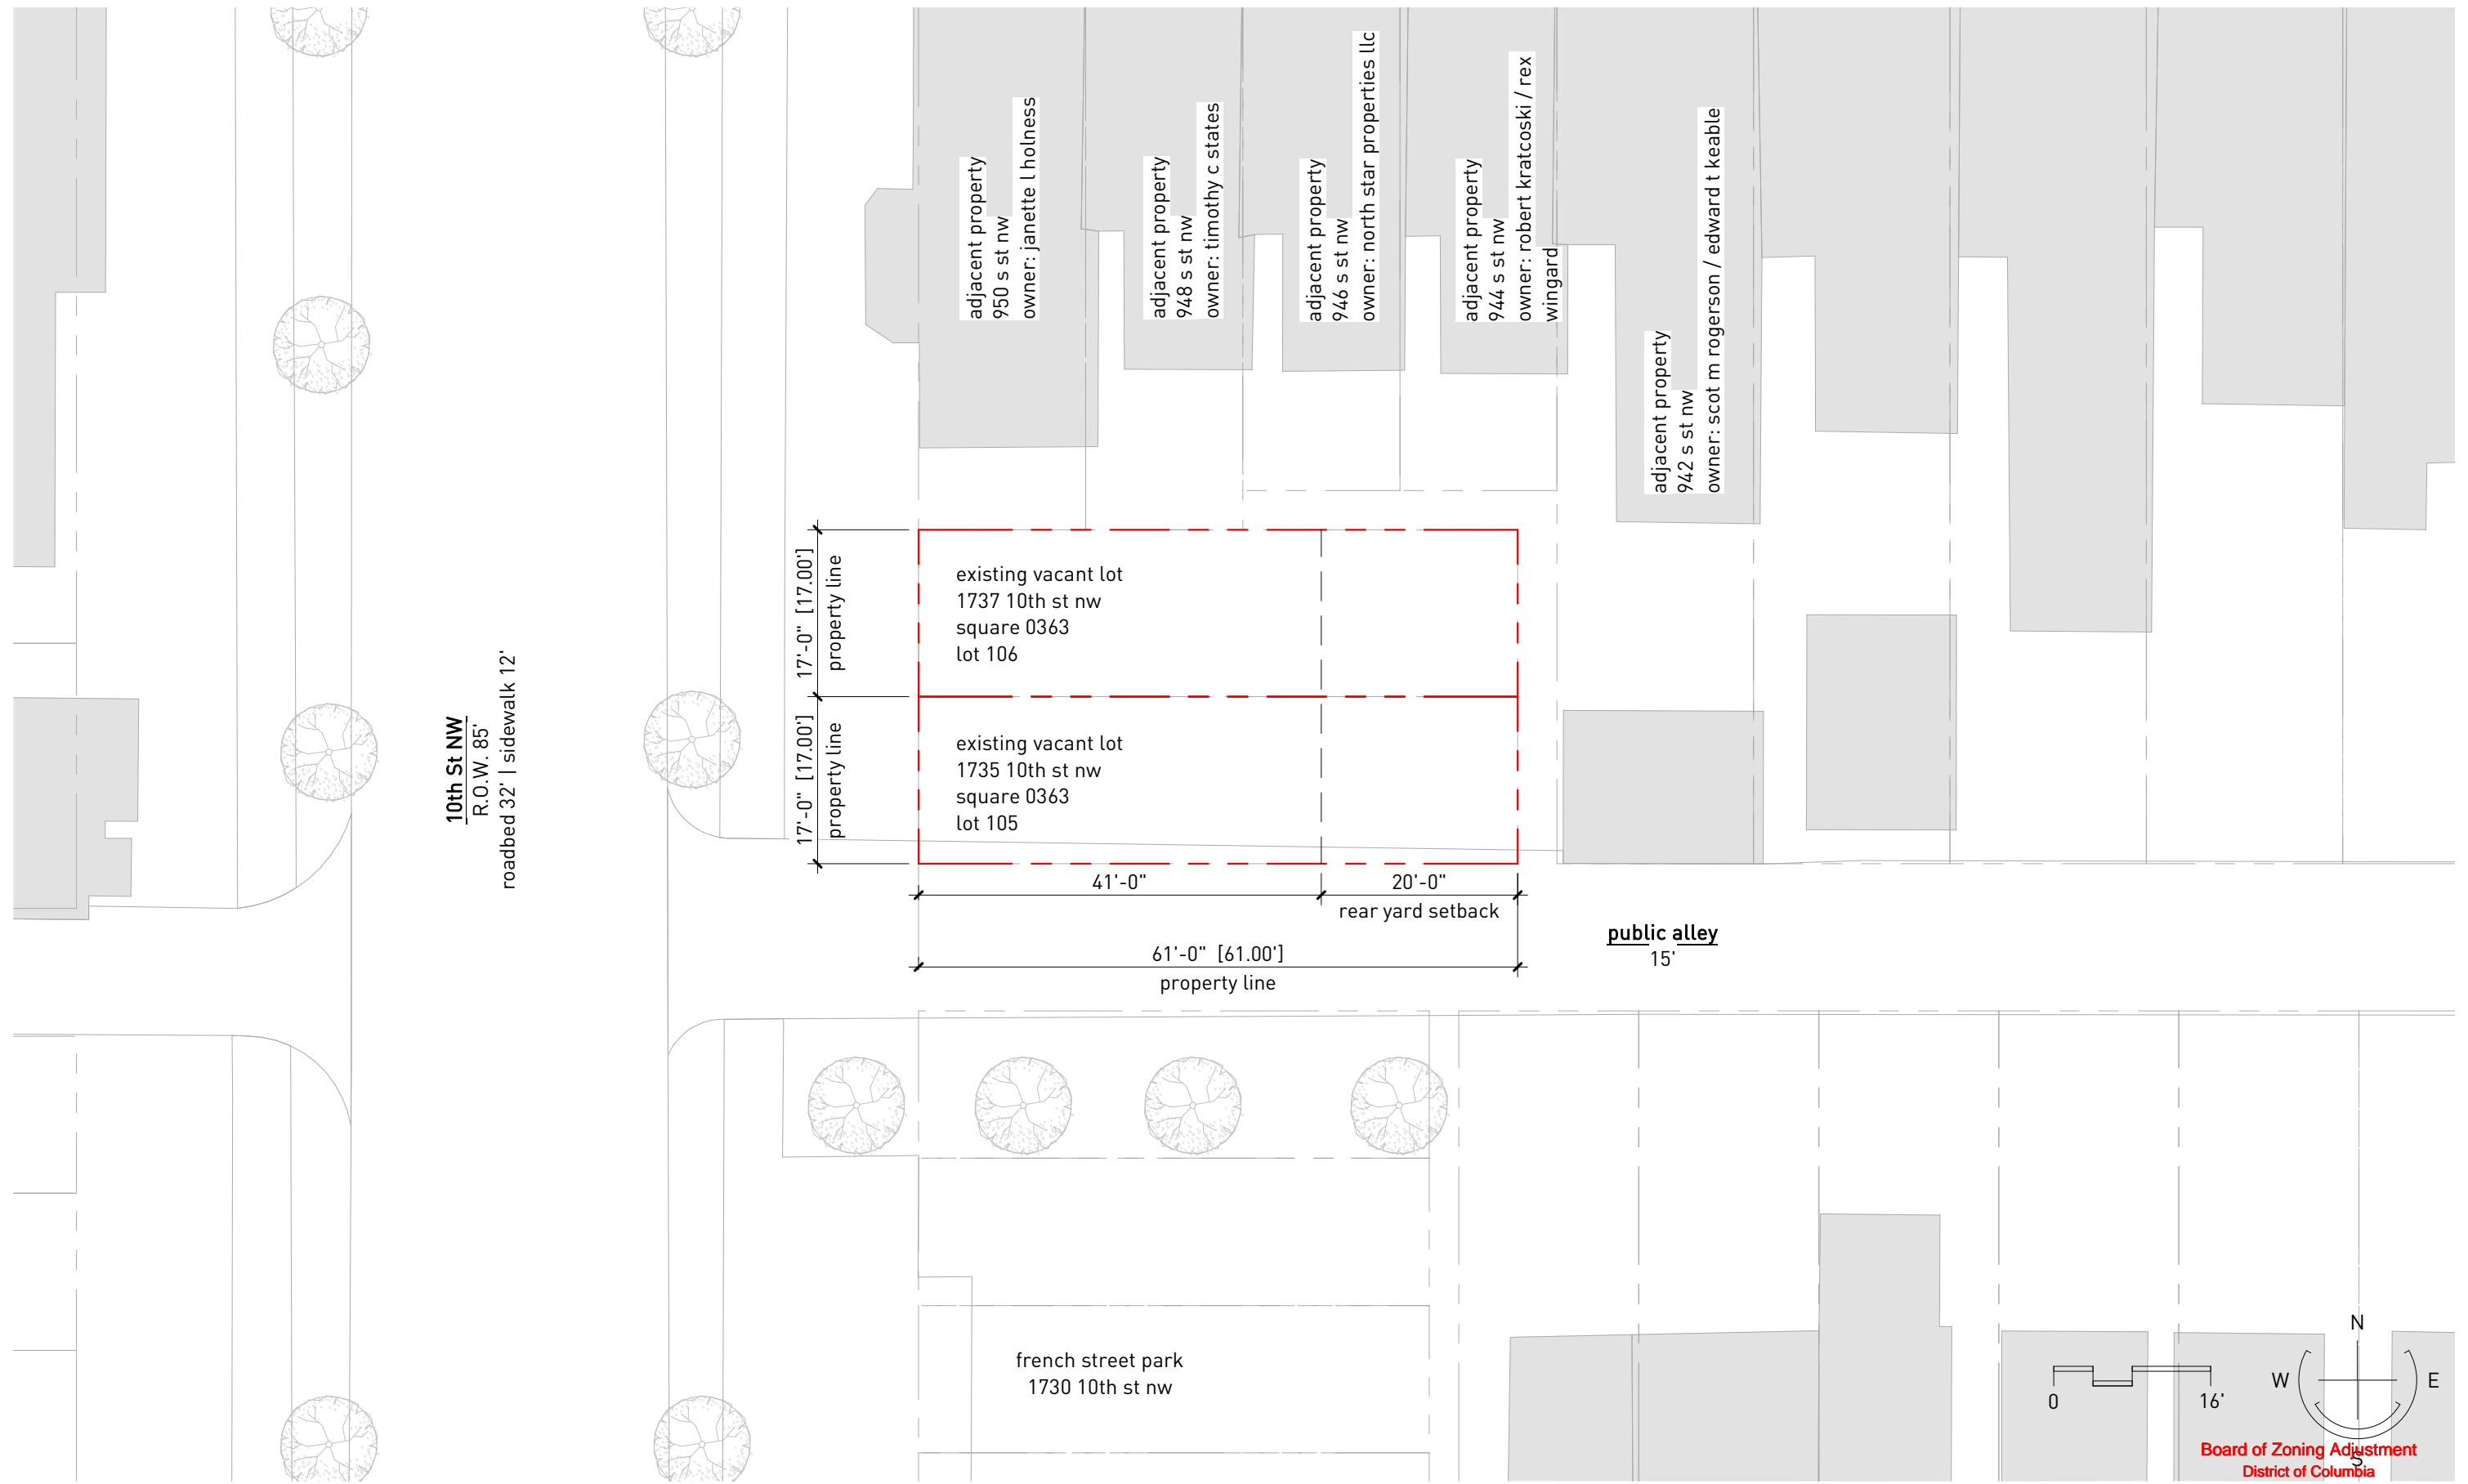 adjacent property
950 s st nw
owner: janette l holness
adjacent property
948 s st nw
owner: timothy c states
adjacent property
946 s st nw
owner: north star properties llc
adjacent property
944 s st nw
owner: robert kratcoski / rex
wingard
adjacent property
942 s st nw
owner: scot m rogerson / edward t keable
10th St NW
R.O.W. 85'
roadbed 32' | sidewalk 12'
17'-0" [17.00']
property line
existing vacant lot
1737 10th st nw
square 0363
lot 106
17'-0" [17.00']
property line
existing vacant lot
1735 10th st nw
square 0363
lot 105
41'-0"
20'-0"
rear yard setback
61'-0" [61.00']
property line
public alley
15'
french street park
1730 10th st nw
0
16'
N
W
E
S
Board of Zoning Adjustment
District of Columbia